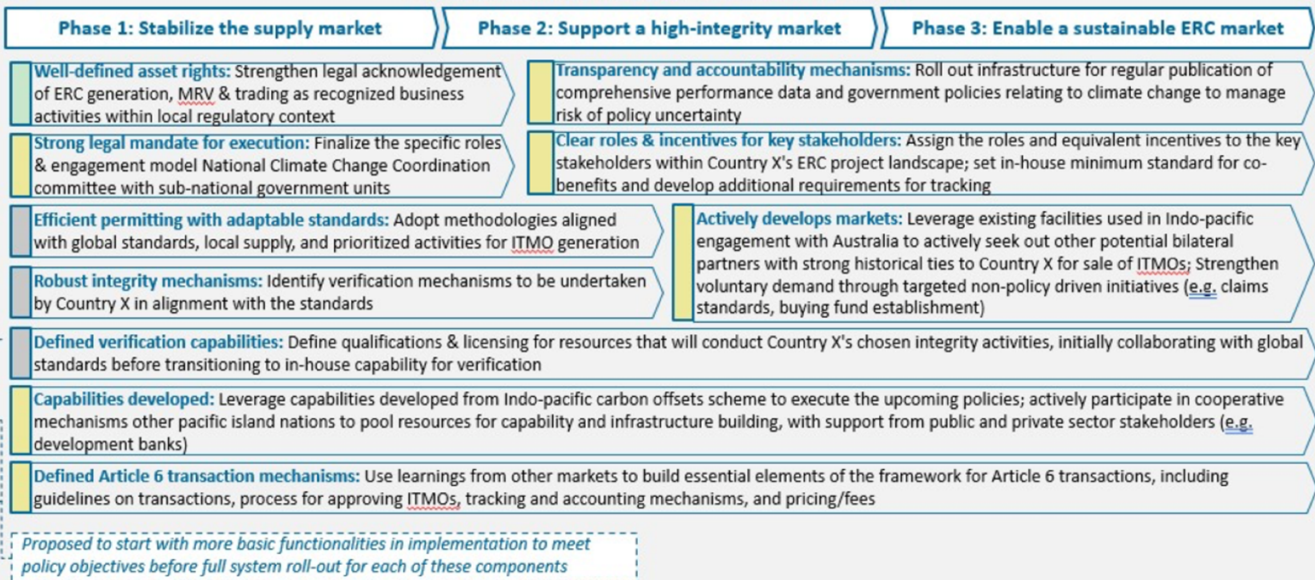 Phase 1: Stabilize the supply market
Phase 2: Support a high-integrity market
Phase 3: Enable a sustainable ERC market
Well-defined asset rights: Strengthen legal acknowledgement
of ERC generation, MRV & trading as recognized business
activities within local regulatory context
Transparency and accountability mechanisms: Roll out infrastructure for regular publication of
comprehensive performance data and government policies relating to climate change to manage
risk of policy uncertainty
Strong legal mandate for execution: Finalize the specific roles
& engagement model National Climate Change Coordination
committee with sub-national government units
Clear roles & incentives for key stakeholders: Assign the roles and equivalent incentives to the key
stakeholders within Country X's ERC project landscape; set in-house minimum standard for co-
benefits and develop additional requirements for tracking
Efficient permitting with adaptable standards: Adopt methodologies aligned
with global standards, local supply, and prioritized activities for ITMO generation
Robust integrity mechanisms: Identify verification mechanisms to be undertaken
by Country X in alignment with the standards
Actively develops markets: Leverage existing facilities used in Indo-pacific
engagement with Australia to actively seek out other potential bilateral
partners with strong historical ties to Country X for sale of ITMOs; Strengthen
voluntary demand through targeted non-policy driven initiatives (e.g. claims
standards, buying fund establishment)
Defined verification capabilities: Define qualifications & licensing for resources that will conduct Country X's chosen integrity activities, initially collaborating with global
standards before transitioning to in-house capability for verification
Capabilities developed: Leverage capabilities developed from Indo-pacific carbon offsets scheme to execute the upcoming policies; actively participate in cooperative
mechanisms other pacific island nations to pool resources for capability and infrastructure building, with support from public and private sector stakeholders (e.g.
development banks)
Defined Article 6 transaction mechanisms: Use learnings from other markets to build essential elements of the framework for Article 6 transactions, including
guidelines on transactions, process for approving ITMOs, tracking and accounting mechanisms, and pricing/fees
Proposed to start with more basic functionalities in implementation to meet
policy objectives before full system roll-out for each of these components